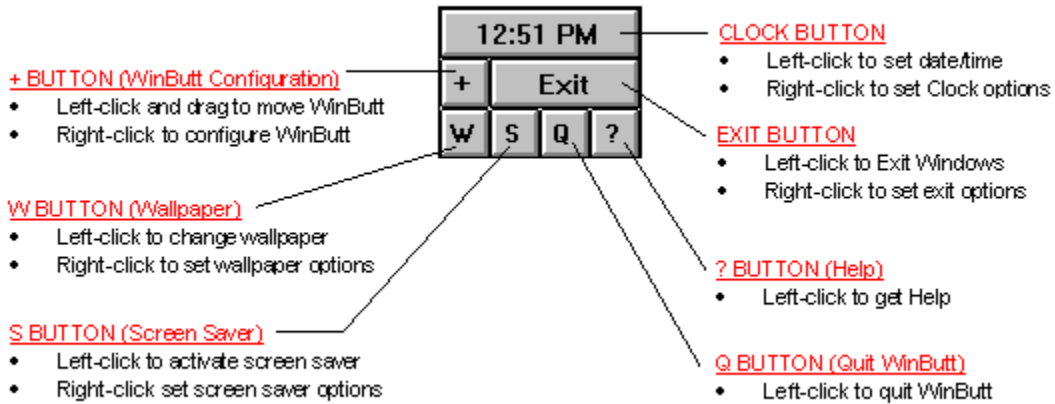 12:51 PM
+ Exit
W S Q ?
+ BUTTON (WinButt Configuration)
• Left-click and drag to move WinButt
• Right-click to configure WinButt
W BUTTON (Wallpaper)
• Left-click to change wallpaper
• Right-click to set wallpaper options
S BUTTON (Screen Saver)
• Left-click to activate screen saver
• Right-click set screen saver options
CLOCK BUTTON
• Left-click to set date/time
• Right-click to set Clock options
EXIT BUTTON
• Left-click to Exit Windows
• Right-click to set exit options
? BUTTON (Help)
• Left-click to get Help
Q BUTTON (Quit WinButt)
• Left-click to quit WinButt